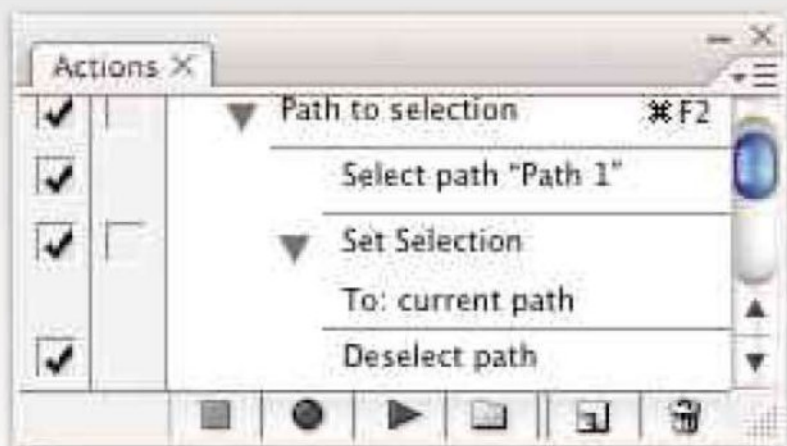 Actions
Path to selection ⌘F2
Select path "Path 1"
Set Selection
To: current path
Deselect path